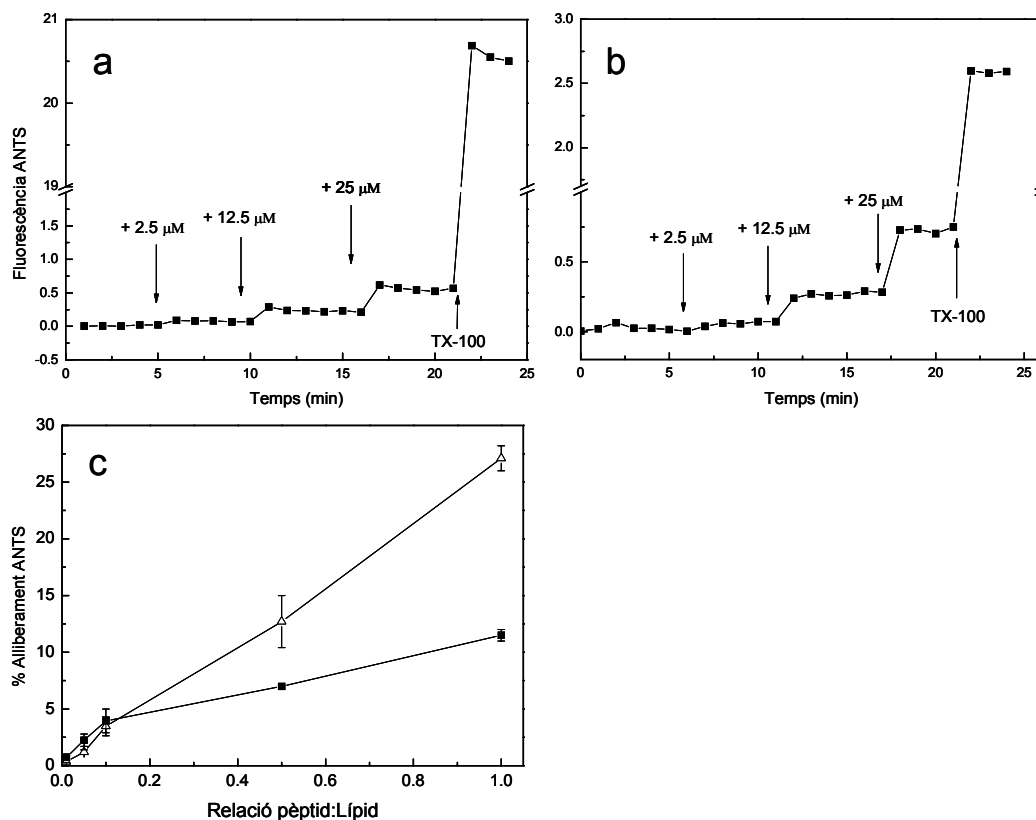 a
21
20
19
1.5
1.0
0.5
0.0
-0.5
Fluorescència ANTS
+ 2.5 μM
+ 12.5 μM
+ 25 μM
TX-100
0 5 10 15 20 25
Temps (min)
b
3.0
2.5
2.0
0.5
0.0
+ 2.5 μM
+ 12.5 μM
+ 25 μM
TX-100
0 5 10 15 20 25
Temps (min)
c
30
25
20
15
10
5
0
% Alliberament ANTS
0.0 0.2 0.4 0.6 0.8 1.0
Relació pèptid:Lípid